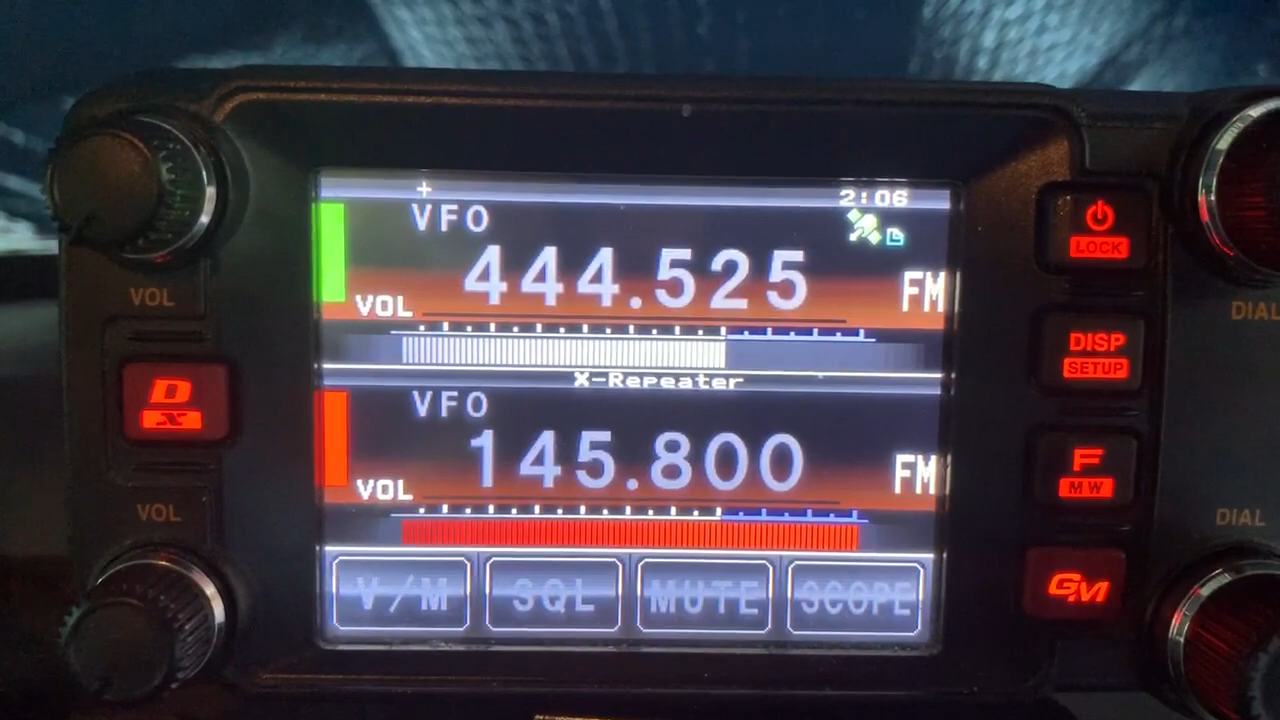 +
2:06
VFO
444.525
FM
VOL
X-Repeater
VFO
145.800
FM
VOL
V/M SQL MUTE SCOPE
VOL
D
X
VOL
LOCK
DISP
SETUP
F
MW
GM
DIAL
DIAL